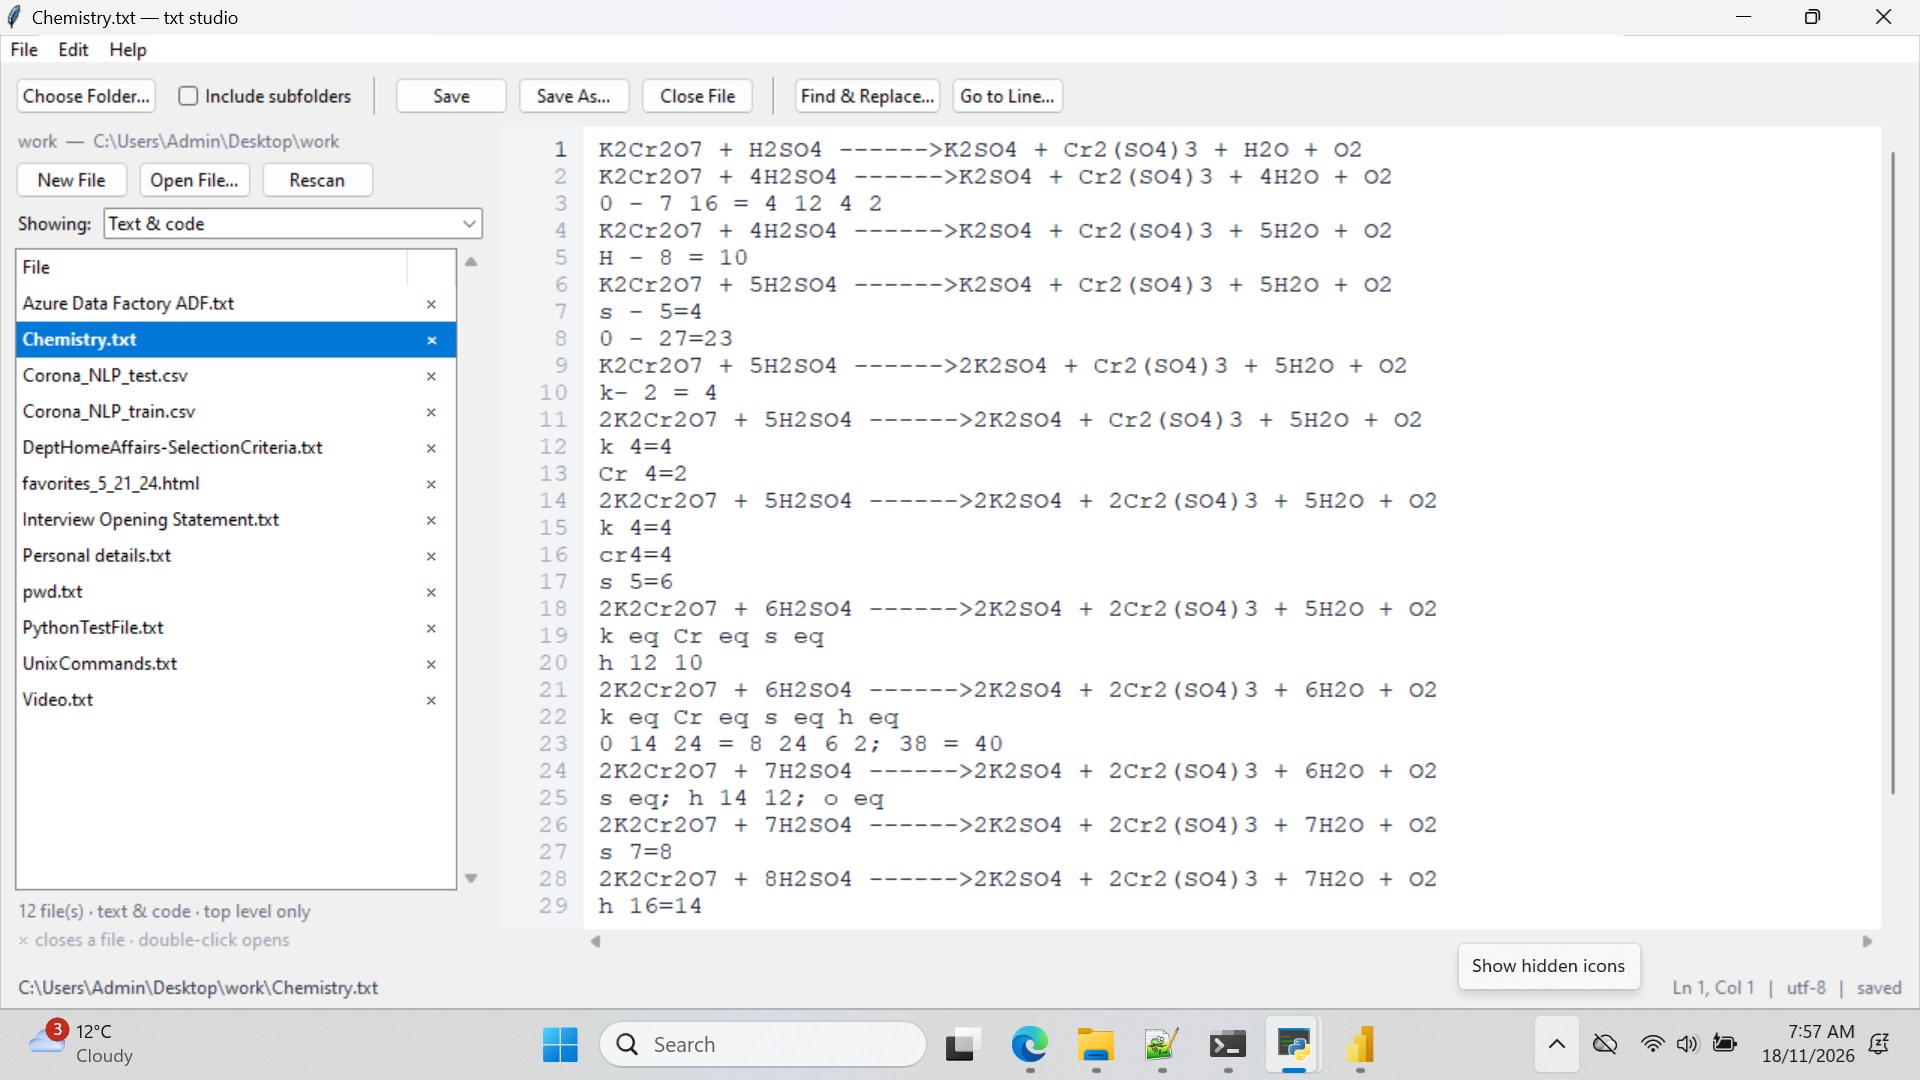 Chemistry.txt — txt studio
File Edit Help
Choose Folder... Include subfolders Save Save As... Close File Find & Replace... Go to Line...
work — C:\Users\Admin\Desktop\work
New File Open File... Rescan
Showing: Text & code
File
Azure Data Factory ADF.txt ×
Chemistry.txt ×
Corona_NLP_test.csv ×
Corona_NLP_train.csv ×
DeptHomeAffairs-SelectionCriteria.txt ×
favorites_5_21_24.html ×
Interview Opening Statement.txt ×
Personal details.txt ×
pwd.txt ×
PythonTestFile.txt ×
UnixCommands.txt ×
Video.txt ×
12 file(s) · text & code · top level only
× closes a file · double-click opens
1 K2Cr2O7 + H2SO4 ------>K2SO4 + Cr2(SO4)3 + H2O + O2
2 K2Cr2O7 + 4H2SO4 ------>K2SO4 + Cr2(SO4)3 + 4H2O + O2
3 O - 7 16 = 4 12 4 2
4 K2Cr2O7 + 4H2SO4 ------>K2SO4 + Cr2(SO4)3 + 5H2O + O2
5 H - 8 = 10
6 K2Cr2O7 + 5H2SO4 ------>K2SO4 + Cr2(SO4)3 + 5H2O + O2
7 s - 5=4
8 O - 27=23
9 K2Cr2O7 + 5H2SO4 ------>2K2SO4 + Cr2(SO4)3 + 5H2O + O2
10 k- 2 = 4
11 2K2Cr2O7 + 5H2SO4 ------>2K2SO4 + Cr2(SO4)3 + 5H2O + O2
12 k 4=4
13 Cr 4=2
14 2K2Cr2O7 + 5H2SO4 ------>2K2SO4 + 2Cr2(SO4)3 + 5H2O + O2
15 k 4=4
16 cr4=4
17 s 5=6
18 2K2Cr2O7 + 6H2SO4 ------>2K2SO4 + 2Cr2(SO4)3 + 5H2O + O2
19 k eq Cr eq s eq
20 h 12 10
21 2K2Cr2O7 + 6H2SO4 ------>2K2SO4 + 2Cr2(SO4)3 + 6H2O + O2
22 k eq Cr eq s eq h eq
23 O 14 24 = 8 24 6 2; 38 = 40
24 2K2Cr2O7 + 7H2SO4 ------>2K2SO4 + 2Cr2(SO4)3 + 6H2O + O2
25 s eq; h 14 12; o eq
26 2K2Cr2O7 + 7H2SO4 ------>2K2SO4 + 2Cr2(SO4)3 + 7H2O + O2
27 s 7=8
28 2K2Cr2O7 + 8H2SO4 ------>2K2SO4 + 2Cr2(SO4)3 + 7H2O + O2
29 h 16=14
Show hidden icons
C:\Users\Admin\Desktop\work\Chemistry.txt Ln 1, Col 1 | utf-8 | saved
3 12°C
Cloudy
Search
7:57 AM
18/11/2026